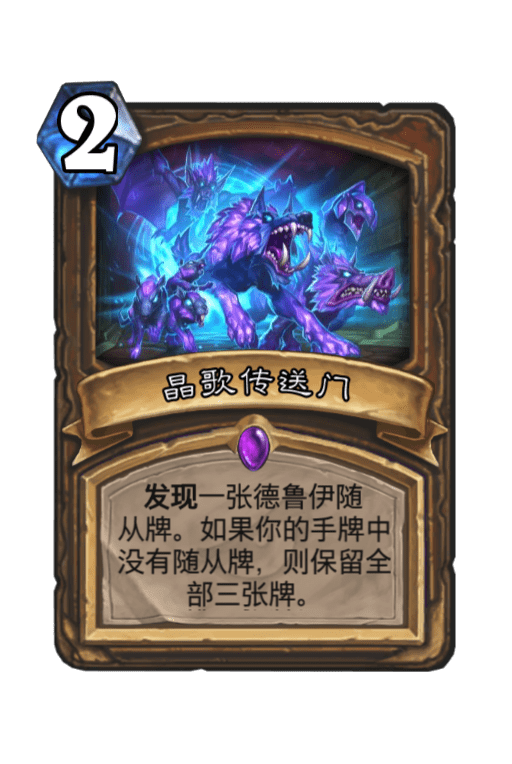 2
晶歌传送门
发现一张德鲁伊随
从牌。如果你的手牌中
没有随从牌，则保留全
部三张牌。